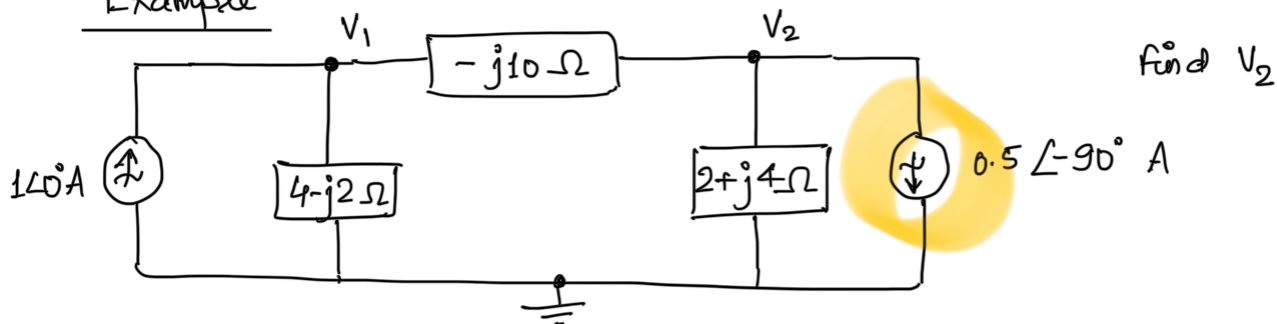 Example
V₁
V₂
-j10 Ω
find V₂
1∠0°A
4-j2 Ω
2+j4 Ω
0.5 ∠-90° A